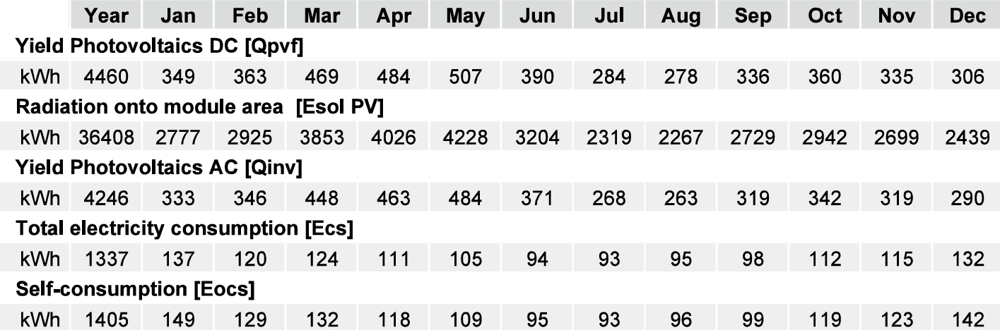 Year Jan Feb Mar Apr May Jun Jul Aug Sep Oct Nov Dec
Yield Photovoltaics DC [Qpvf]
kWh 4460 349 363 469 484 507 390 284 278 336 360 335 306
Radiation onto module area [Esol PV]
kWh 36408 2777 2925 3853 4026 4228 3204 2319 2267 2729 2942 2699 2439
Yield Photovoltaics AC [Qinv]
kWh 4246 333 346 448 463 484 371 268 263 319 342 319 290
Total electricity consumption [Ecs]
kWh 1337 137 120 124 111 105 94 93 95 98 112 115 132
Self-consumption [Eocs]
kWh 1405 149 129 132 118 109 95 93 96 99 119 123 142